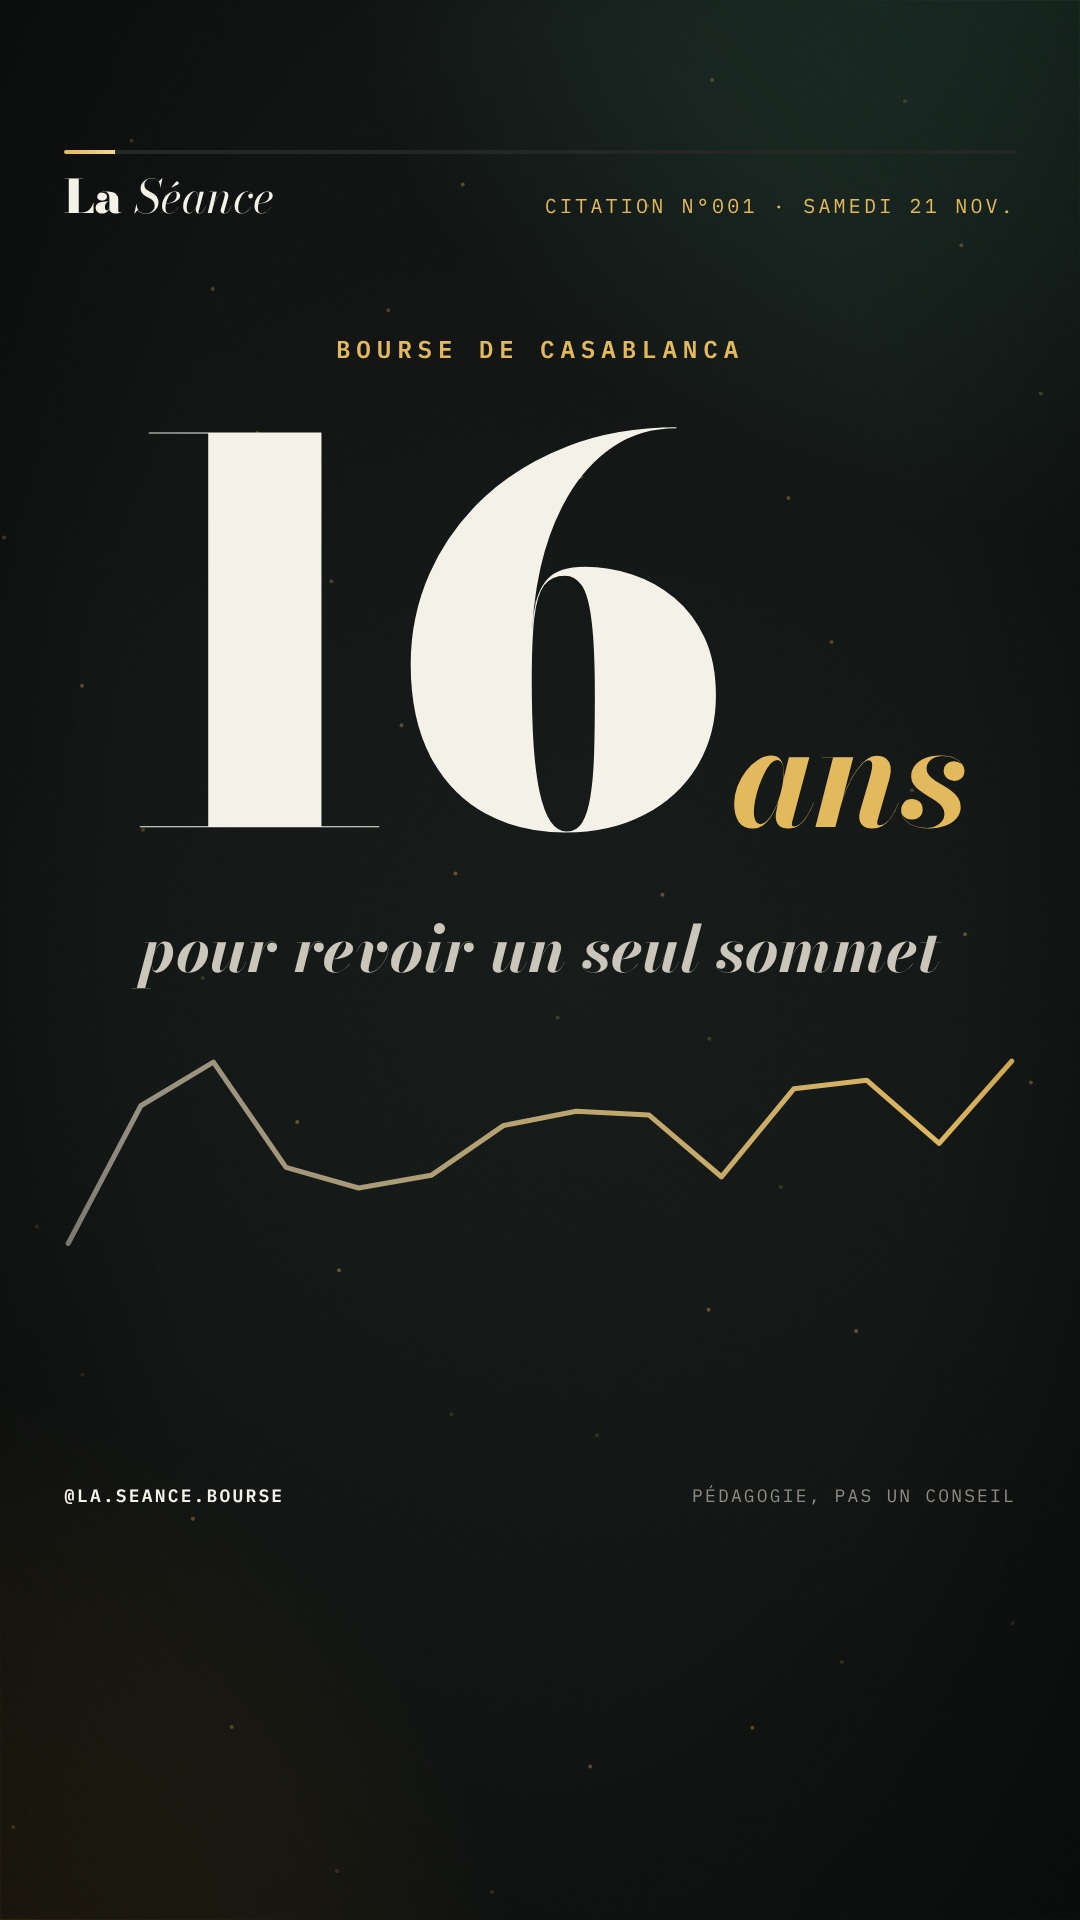 La Séance
CITATION N°001 · SAMEDI 21 NOV.
BOURSE DE CASABLANCA
16 ans
pour revoir un seul sommet
@LA.SEANCE.BOURSE
PÉDAGOGIE, PAS UN CONSEIL